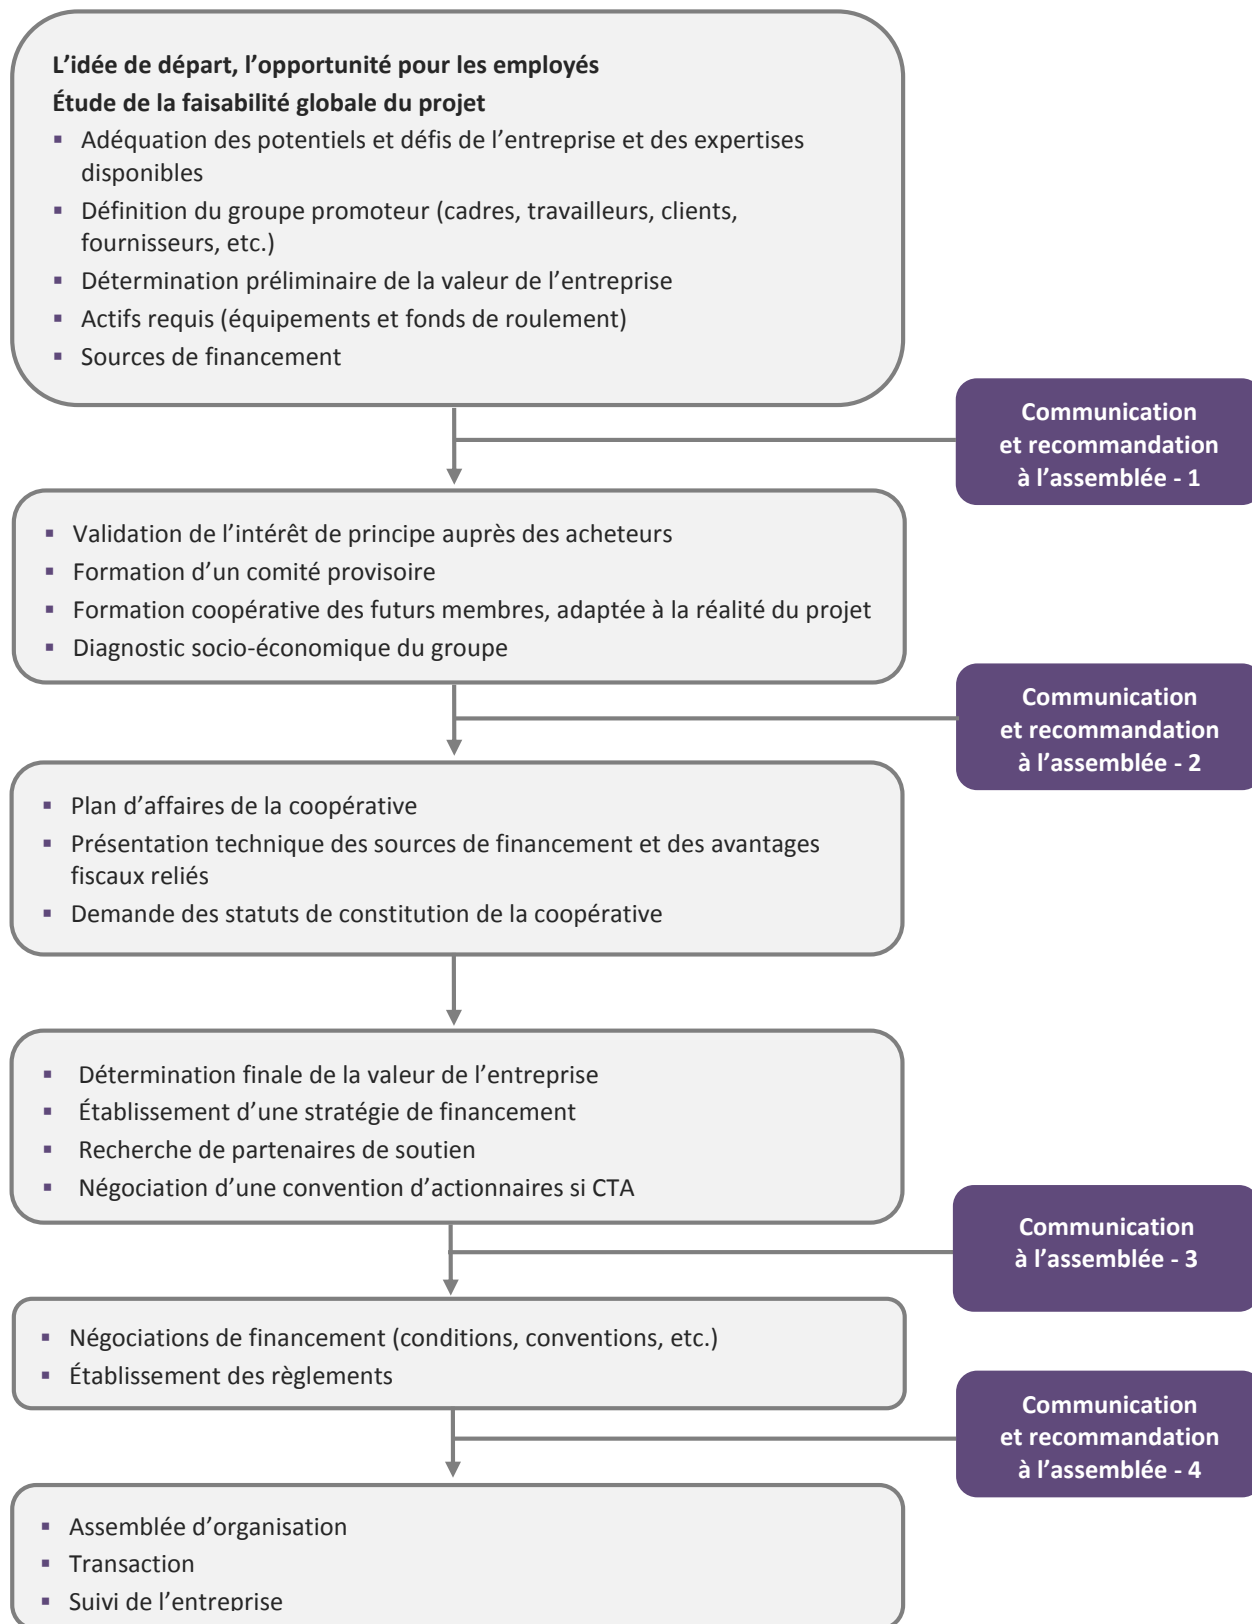 L’idée de départ, l’opportunité pour les employés
Étude de la faisabilité globale du projet
▪ Adéquation des potentiels et défis de l’entreprise et des expertises
disponibles
▪ Définition du groupe promoteur (cadres, travailleurs, clients,
fournisseurs, etc.)
▪ Détermination préliminaire de la valeur de l’entreprise
▪ Actifs requis (équipements et fonds de roulement)
▪ Sources de financement
Communication
et recommandation
à l’assemblée - 1
▪ Validation de l’intérêt de principe auprès des acheteurs
▪ Formation d’un comité provisoire
▪ Formation coopérative des futurs membres, adaptée à la réalité du projet
▪ Diagnostic socio-économique du groupe
Communication
et recommandation
à l’assemblée - 2
▪ Plan d’affaires de la coopérative
▪ Présentation technique des sources de financement et des avantages
fiscaux reliés
▪ Demande des statuts de constitution de la coopérative
▪ Détermination finale de la valeur de l’entreprise
▪ Établissement d’une stratégie de financement
▪ Recherche de partenaires de soutien
▪ Négociation d’une convention d’actionnaires si CTA
Communication
à l’assemblée - 3
▪ Négociations de financement (conditions, conventions, etc.)
▪ Établissement des règlements
Communication
et recommandation
à l’assemblée - 4
▪ Assemblée d’organisation
▪ Transaction
▪ Suivi de l’entreprise